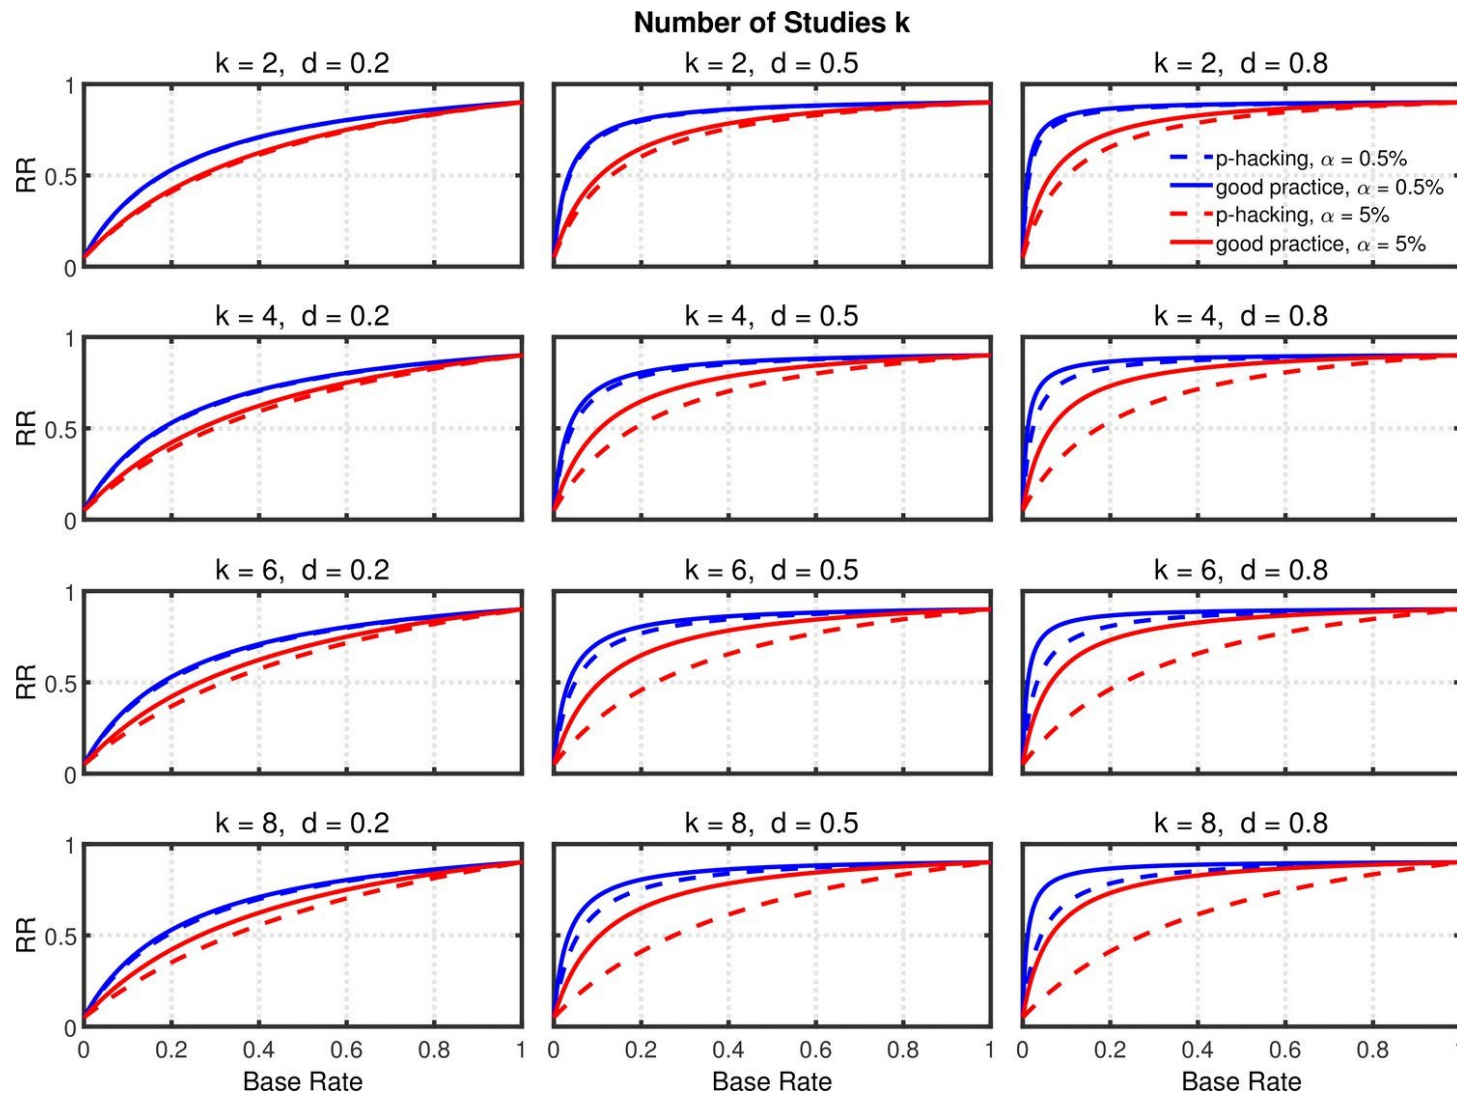 Number of Studies k
k = 2, d = 0.2
k = 2, d = 0.5
k = 2, d = 0.8
1
0.5
0
RR
p-hacking, α = 0.5%
good practice, α = 0.5%
p-hacking, α = 5%
good practice, α = 5%
k = 4, d = 0.2
k = 4, d = 0.5
k = 4, d = 0.8
1
0.5
0
RR
k = 6, d = 0.2
k = 6, d = 0.5
k = 6, d = 0.8
1
0.5
0
RR
k = 8, d = 0.2
k = 8, d = 0.5
k = 8, d = 0.8
1
0.5
0
RR
0 0.2 0.4 0.6 0.8 1
0 0.2 0.4 0.6 0.8 1
0 0.2 0.4 0.6 0.8
Base Rate
Base Rate
Base Rate